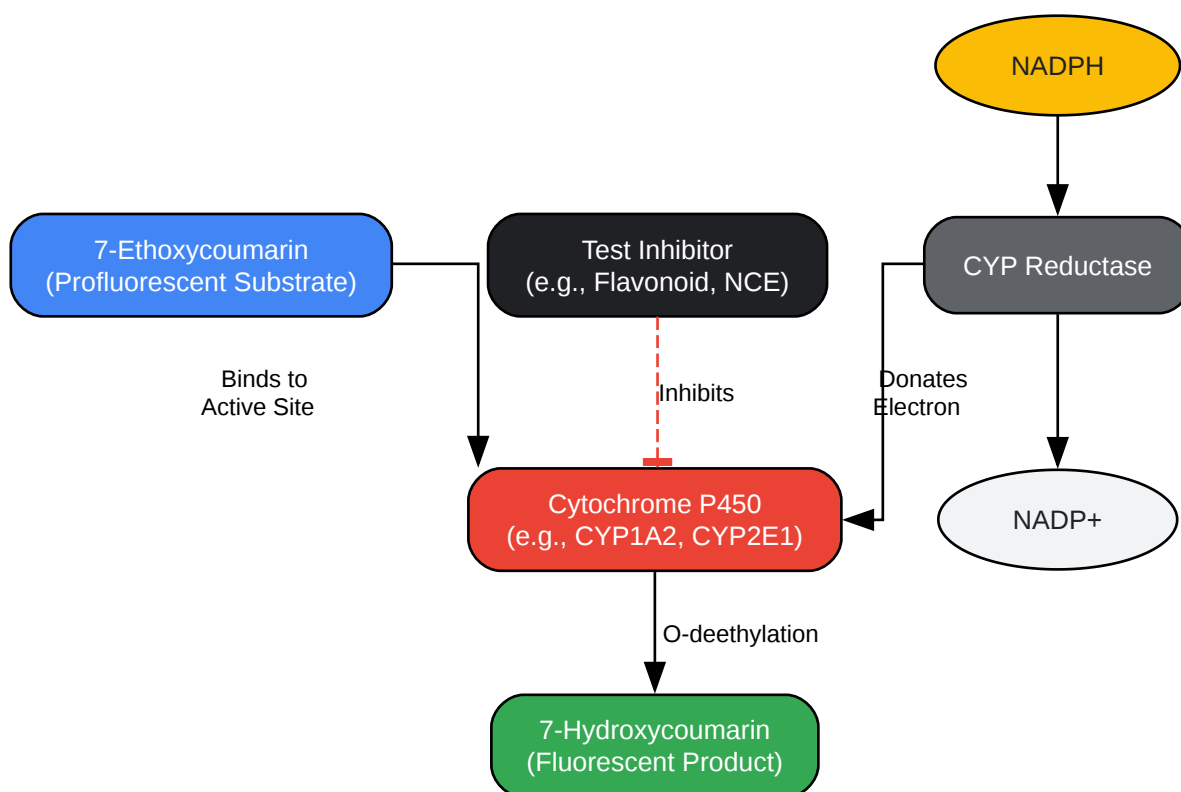 NADPH
7-Ethoxycoumarin
(Profluorescent Substrate)
Test Inhibitor
(e.g., Flavonoid, NCE)
CYP Reductase
Binds to
Active Site
Inhibits
Donates
Electron
Cytochrome P450
(e.g., CYP1A2, CYP2E1)
NADP+
O-deethylation
7-Hydroxycoumarin
(Fluorescent Product)